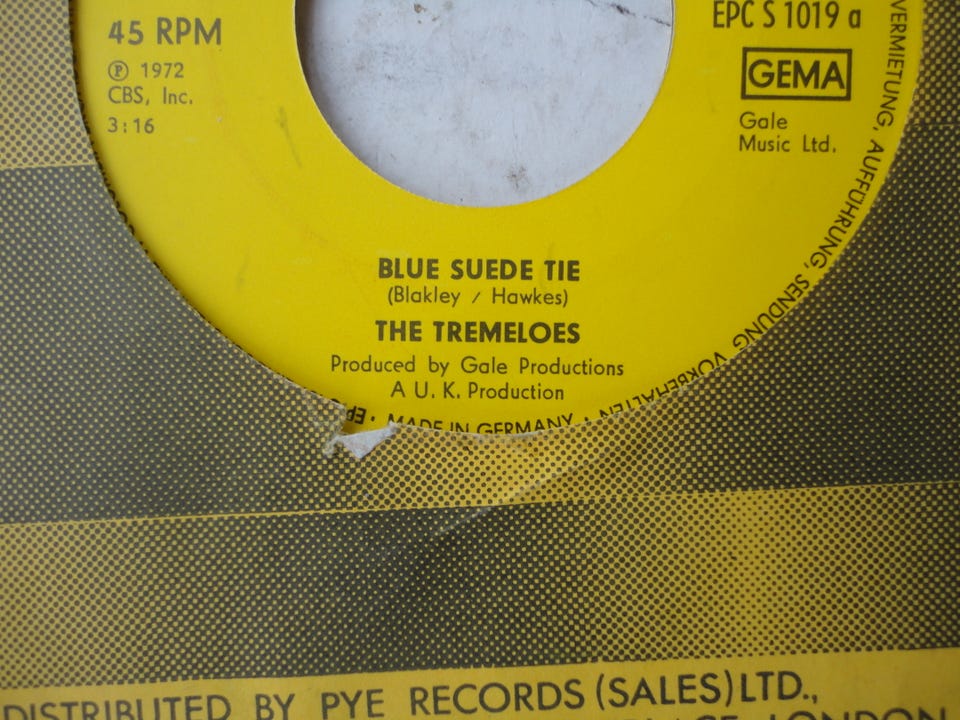 45 RPM
Ⓟ 1972
CBS, Inc.
3:16
EPC S 1019 a
GEMA
Gale
Music Ltd.
BLUE SUEDE TIE
(Blakley / Hawkes)
THE TREMELOES
Produced by Gale Productions
A U. K. Production
VERMIETUNG, AUFFÜHRUNG, SENDUNG VORBEHALTEN · MADE IN GERMANY ·
DISTRIBUTED BY PYE RECORDS (SALES) LTD.,
LONDON